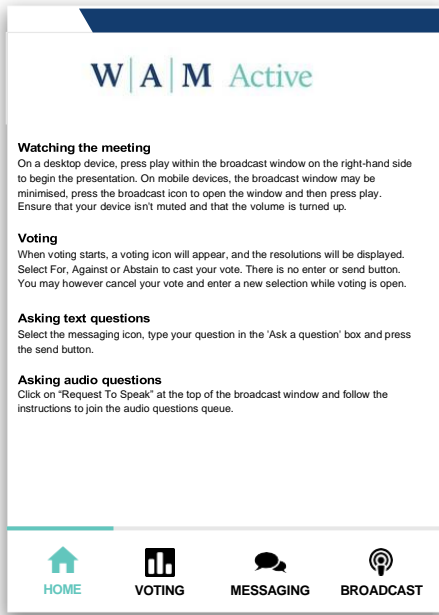 W|A|M Active
Watching the meeting
On a desktop device, press play within the broadcast window on the right-hand side
to begin the presentation. On mobile devices, the broadcast window may be
minimised, press the broadcast icon to open the window and then press play.
Ensure that your device isn't muted and that the volume is turned up.
Voting
When voting starts, a voting icon will appear, and the resolutions will be displayed.
Select For, Against or Abstain to cast your vote. There is no enter or send button.
You may however cancel your vote and enter a new selection while voting is open.
Asking text questions
Select the messaging icon, type your question in the 'Ask a question' box and press
the send button.
Asking audio questions
Click on “Request To Speak” at the top of the broadcast window and follow the
instructions to join the audio questions queue.
HOME VOTING MESSAGING BROADCAST